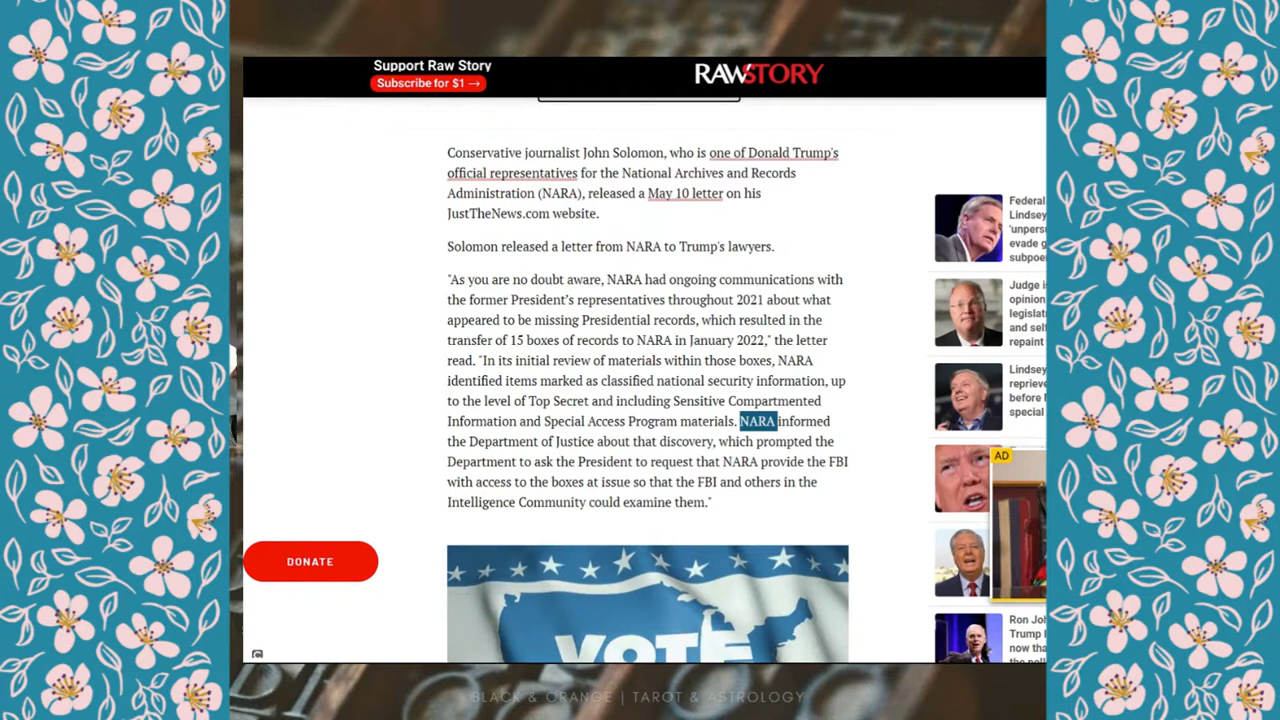 Support Raw Story
Subscribe for $1 →
RAWSTORY
Conservative journalist John Solomon, who is one of Donald Trump's
official representatives for the National Archives and Records
Administration (NARA), released a May 10 letter on his
JustTheNews.com website.
Solomon released a letter from NARA to Trump's lawyers.
"As you are no doubt aware, NARA had ongoing communications with
the former President’s representatives throughout 2021 about what
appeared to be missing Presidential records, which resulted in the
transfer of 15 boxes of records to NARA in January 2022," the letter
read. "In its initial review of materials within those boxes, NARA
identified items marked as classified national security information, up
to the level of Top Secret and including Sensitive Compartmented
Information and Special Access Program materials. NARA informed
the Department of Justice about that discovery, which prompted the
Department to ask the President to request that NARA provide the FBI
with access to the boxes at issue so that the FBI and others in the
Intelligence Community could examine them."
DONATE
VOTE
Federal
Lindsey
'unpers
evade g
subpoe
Judge i
opinion
legislat
and sel
repaint
Lindsey
reprieve
before
special
AD
Ron Joh
Trump
now tha
the poll
BLACK & ORANGE | TAROT & ASTROLOGY